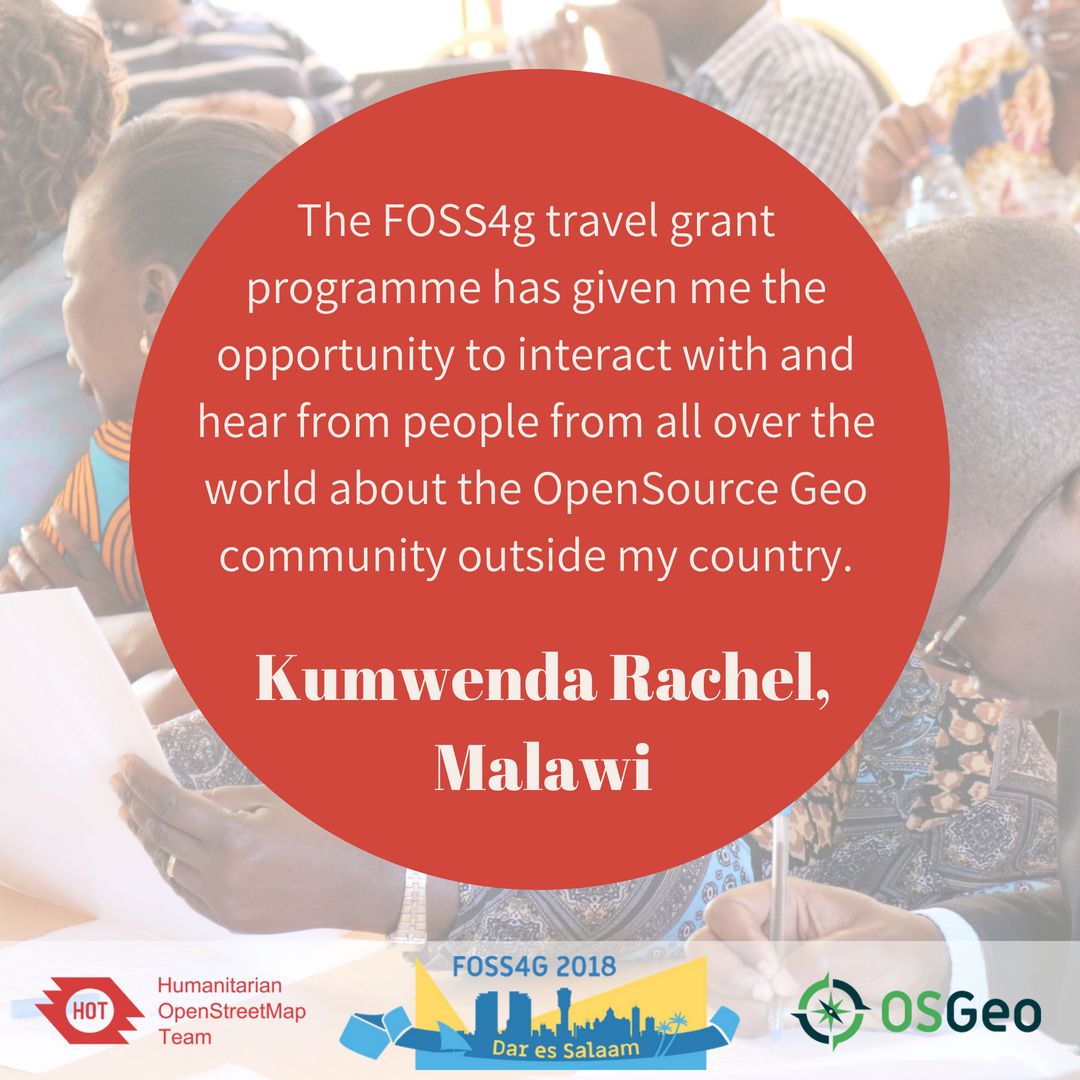 The FOSS4g travel grant
programme has given me the
opportunity to interact with and
hear from people from all over the
world about the OpenSource Geo
community outside my country.
Kumwenda Rachel,
Malawi
HOT
Humanitarian
OpenStreetMap
Team
FOSS4G 2018
Dar es Salaam
OSGeo